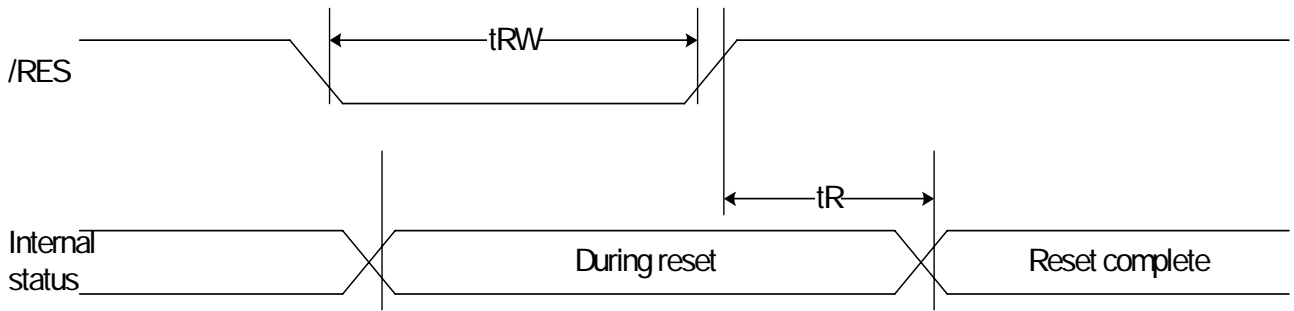 tRW
/RES
tR
Internal
status
During reset
Reset complete